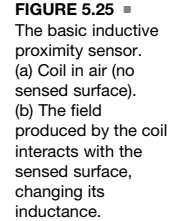 FIGURE 5.25 ■
The basic inductive
proximity sensor.
(a) Coil in air (no
sensed surface).
(b) The field
produced by the coil
interacts with the
sensed surface,
changing its
inductance.